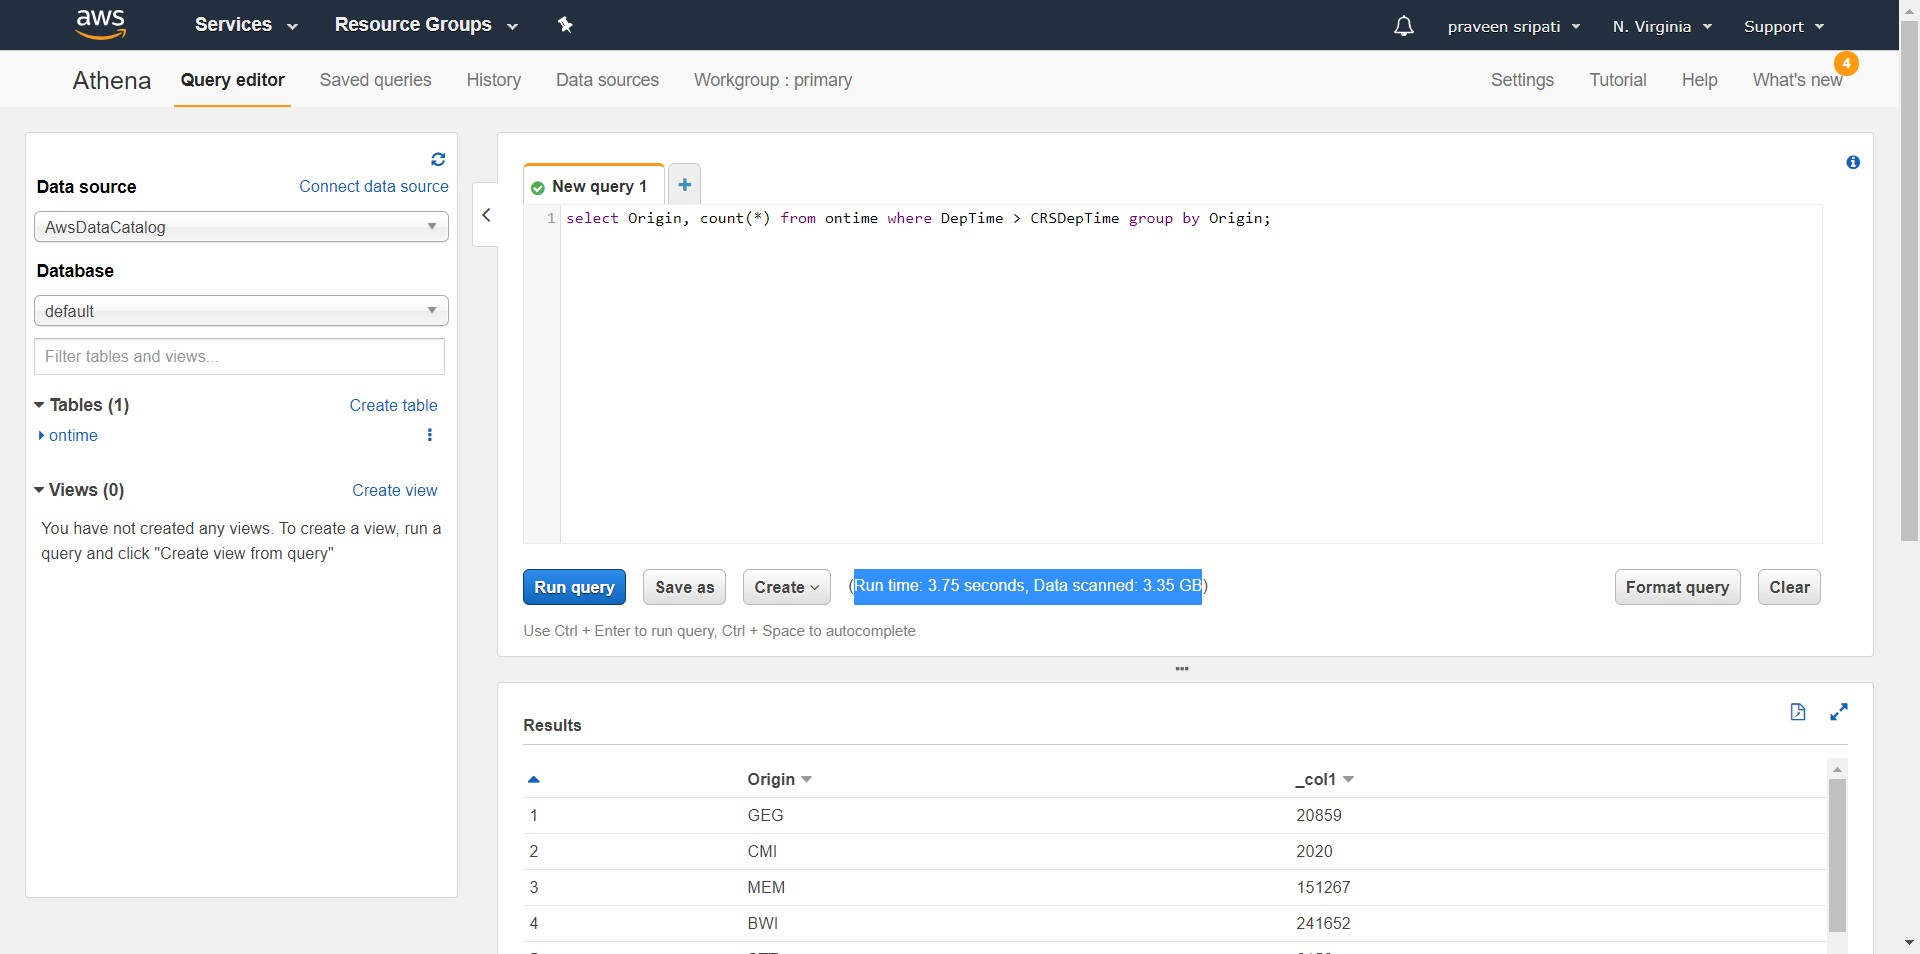 aws
Services
Resource Groups
praveen sripati
N. Virginia
Support
Athena
Query editor
Saved queries
History
Data sources
Workgroup : primary
Settings
Tutorial
Help
What's new
4
Data source
Connect data source
AwsDataCatalog
Database
default
Filter tables and views...
Tables (1)
Create table
ontime
Views (0)
Create view
You have not created any views. To create a view, run a
query and click "Create view from query"
New query 1
+
1 select Origin, count(*) from ontime where DepTime > CRSDepTime group by Origin;
Run query
Save as
Create
(Run time: 3.75 seconds, Data scanned: 3.35 GB)
Format query
Clear
Use Ctrl + Enter to run query, Ctrl + Space to autocomplete
Results
Origin _col1
1 GEG 20859
2 CMI 2020
3 MEM 151267
4 BWI 241652